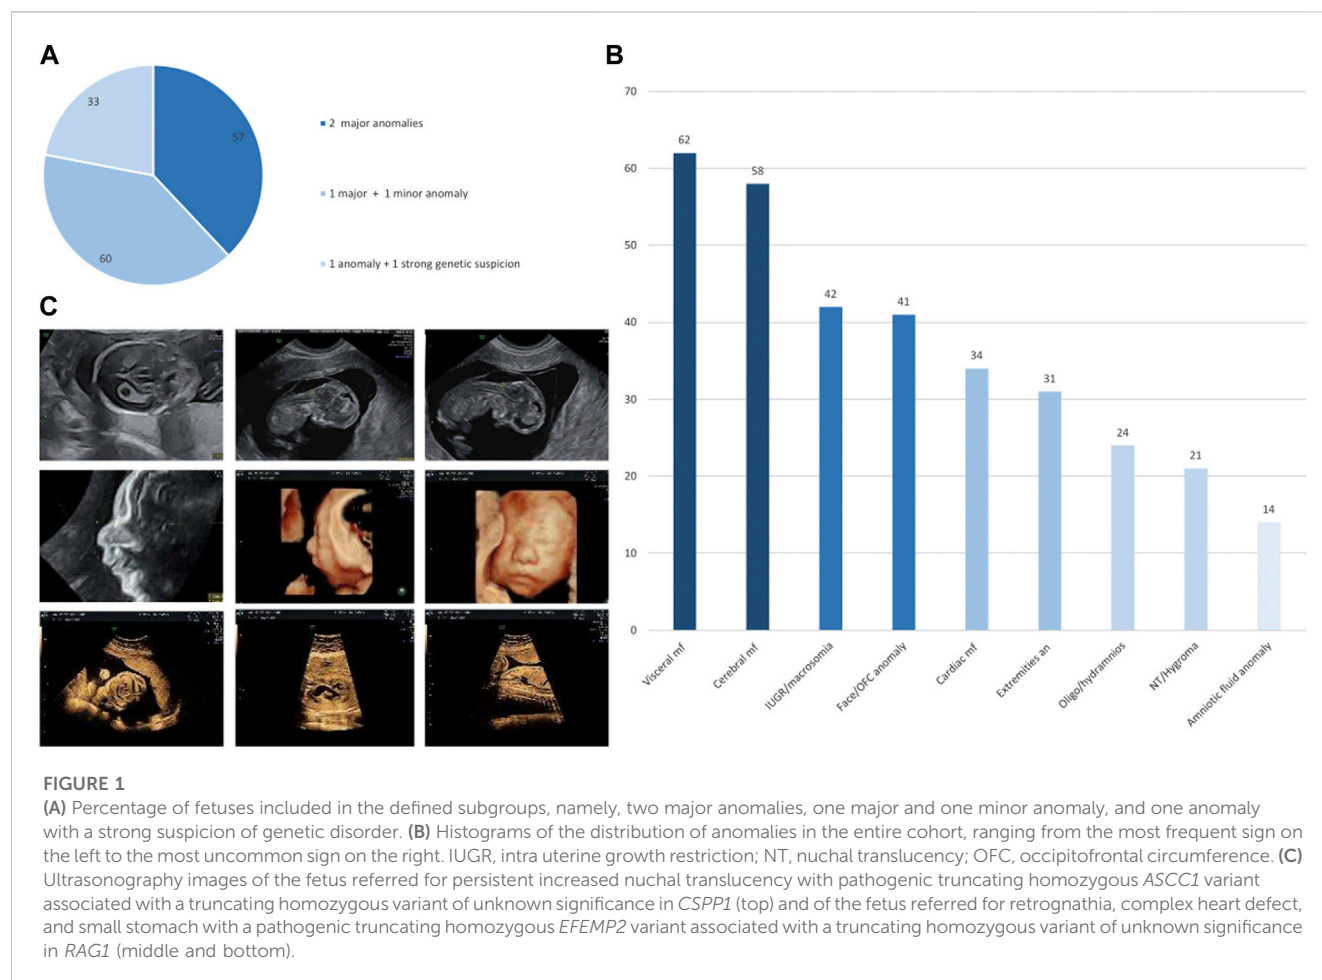 A
33
57
60
2 major anomalies
1 major + 1 minor anomaly
1 anomaly + 1 strong genetic suspicion
B
70
60
50
40
30
20
10
0
62
58
42
41
34
31
24
21
14
Visceral mf
Cerebral mf
IUGR/macrosomia
Face/OFC anomaly
Cardiac mf
Extremities an
Oligo/hydramnios
NT/Hygroma
Amniotic fluid anomaly
C
FIGURE 1
(A) Percentage of fetuses included in the defined subgroups, namely, two major anomalies, one major and one minor anomaly, and one anomaly
with a strong suspicion of genetic disorder. (B) Histograms of the distribution of anomalies in the entire cohort, ranging from the most frequent sign on
the left to the most uncommon sign on the right. IUGR, intra uterine growth restriction; NT, nuchal translucency; OFC, occipitofrontal circumference. (C)
Ultrasonography images of the fetus referred for persistent increased nuchal translucency with pathogenic truncating homozygous ASCC1 variant
associated with a truncating homozygous variant of unknown significance in CSPP1 (top) and of the fetus referred for retrognathia, complex heart defect,
and small stomach with a pathogenic truncating homozygous EFEMP2 variant associated with a truncating homozygous variant of unknown significance
in RAG1 (middle and bottom).